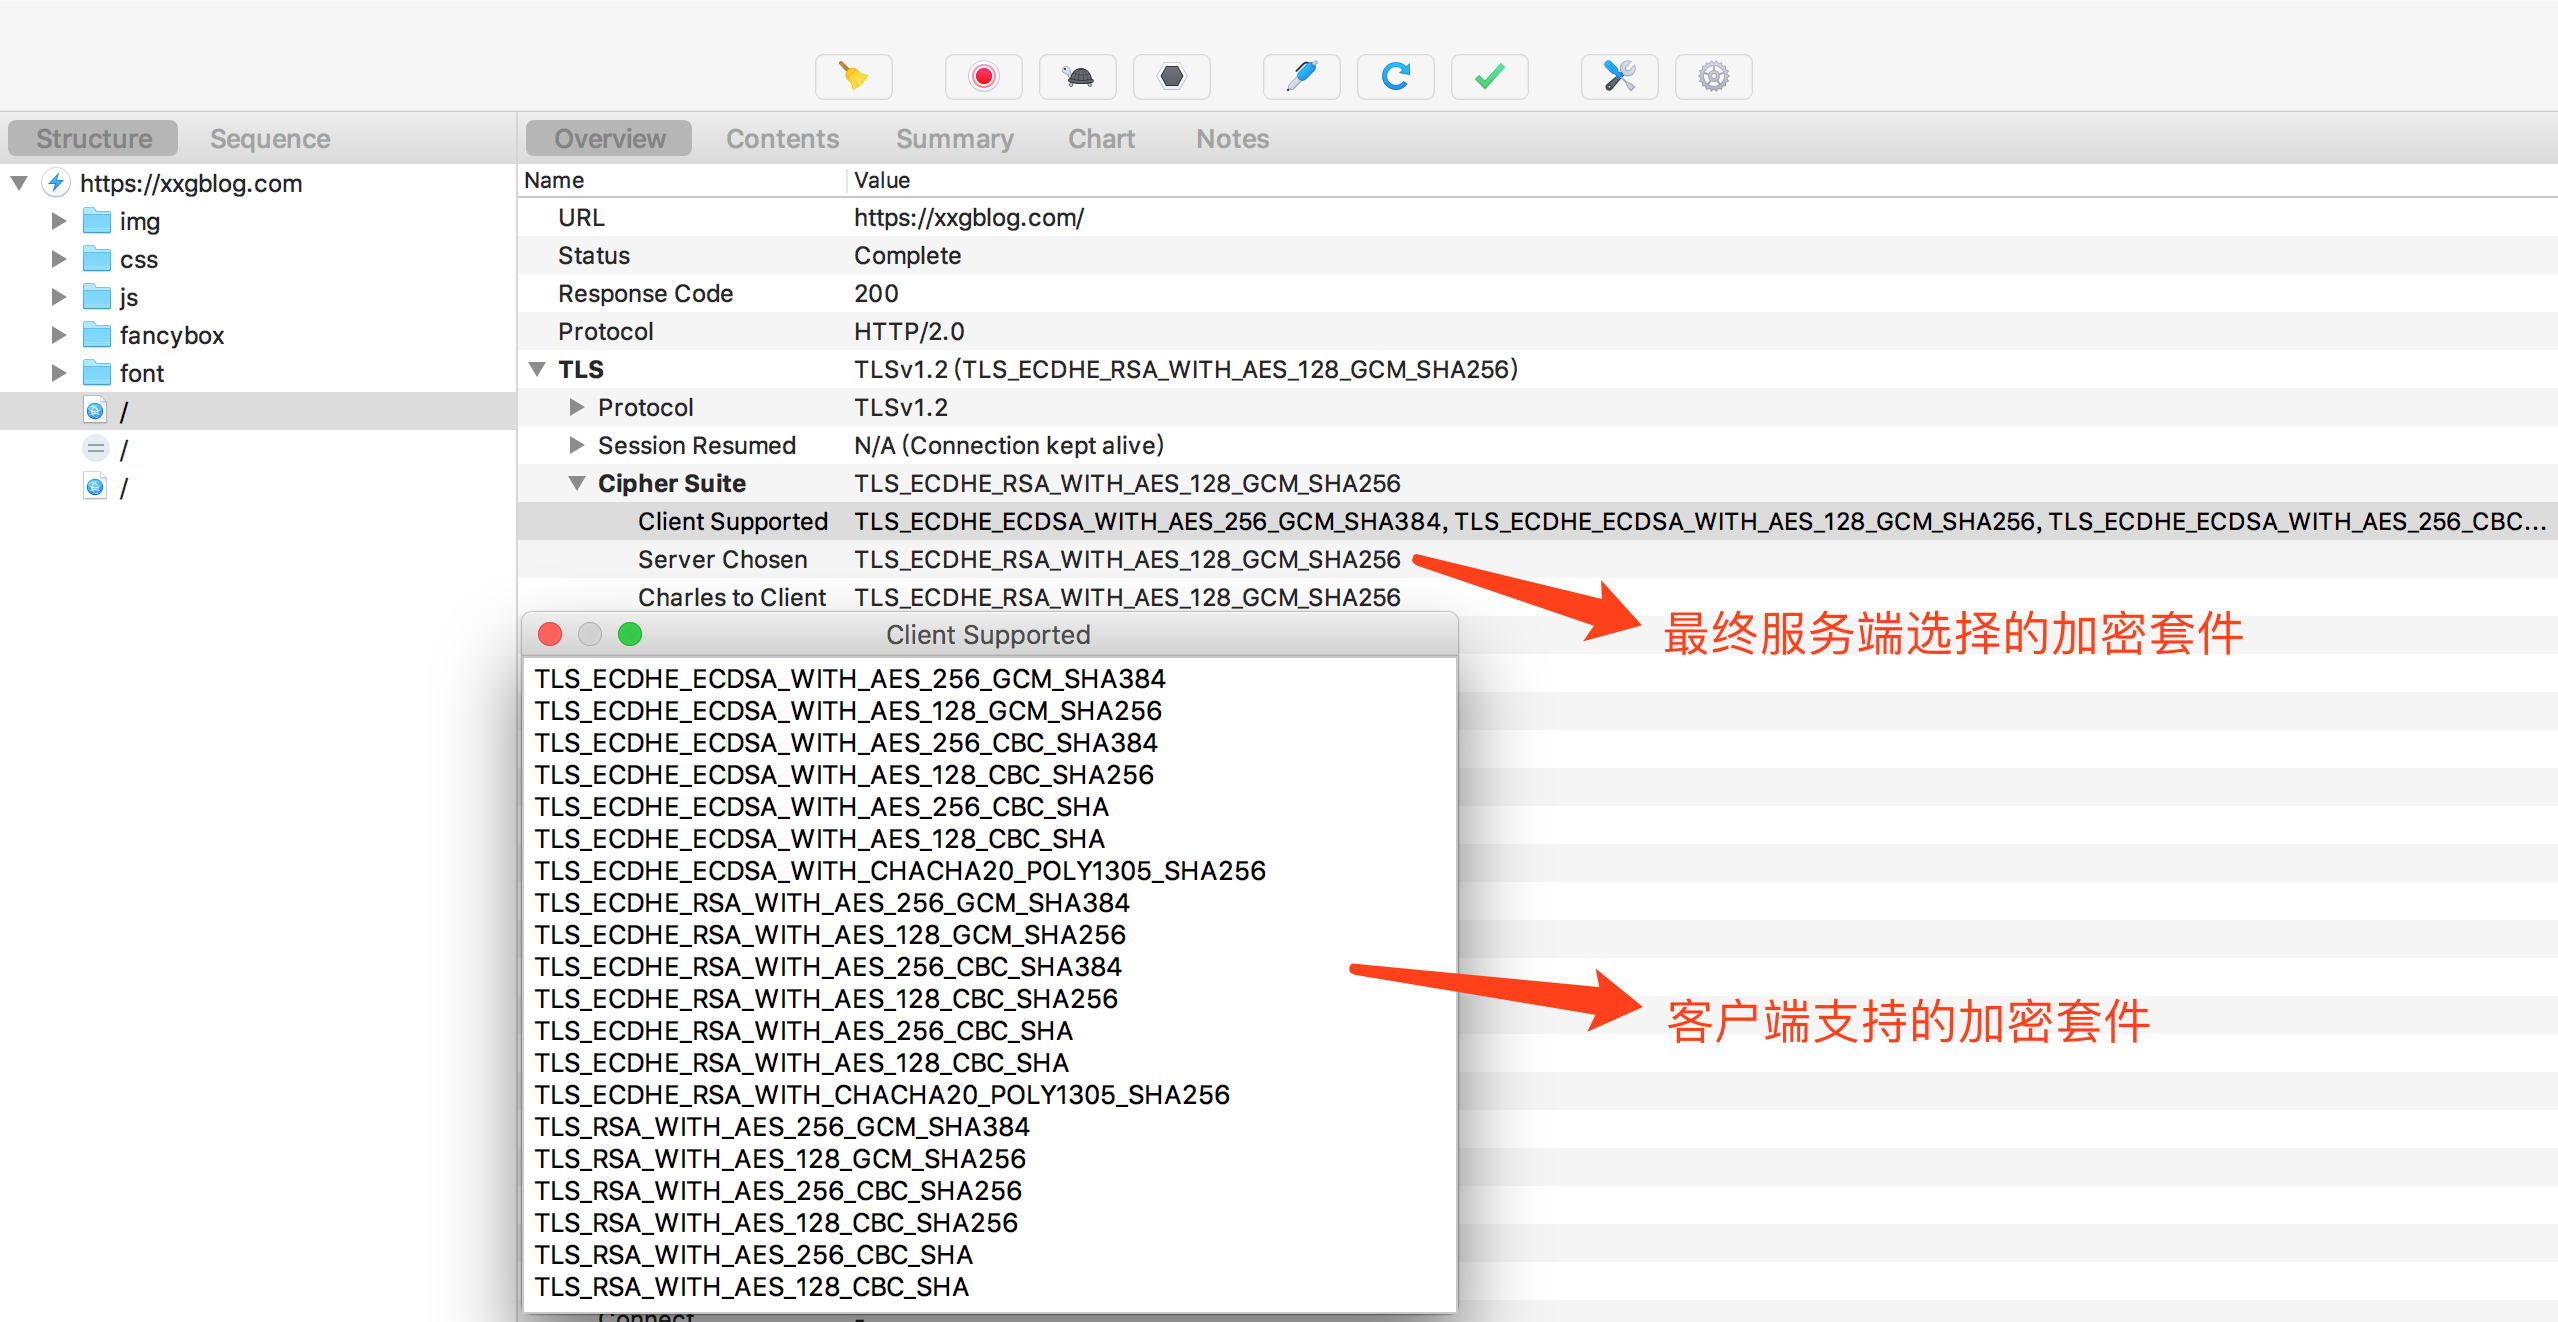 Structure Sequence
Overview Contents Summary Chart Notes
https://xxgblog.com
img
css
js
fancybox
font
/
/
/
Name Value
URL https://xxgblog.com/
Status Complete
Response Code 200
Protocol HTTP/2.0
TLS TLSv1.2 (TLS_ECDHE_RSA_WITH_AES_128_GCM_SHA256)
Protocol TLSv1.2
Session Resumed N/A (Connection kept alive)
Cipher Suite TLS_ECDHE_RSA_WITH_AES_128_GCM_SHA256
Client Supported TLS_ECDHE_ECDSA_WITH_AES_256_GCM_SHA384, TLS_ECDHE_ECDSA_WITH_AES_128_GCM_SHA256, TLS_ECDHE_ECDSA_WITH_AES_256_CBC...
Server Chosen TLS_ECDHE_RSA_WITH_AES_128_GCM_SHA256
Charles to Client TLS_ECDHE_RSA_WITH_AES_128_GCM_SHA256
最终服务端选择的加密套件
Client Supported
TLS_ECDHE_ECDSA_WITH_AES_256_GCM_SHA384
TLS_ECDHE_ECDSA_WITH_AES_128_GCM_SHA256
TLS_ECDHE_ECDSA_WITH_AES_256_CBC_SHA384
TLS_ECDHE_ECDSA_WITH_AES_128_CBC_SHA256
TLS_ECDHE_ECDSA_WITH_AES_256_CBC_SHA
TLS_ECDHE_ECDSA_WITH_AES_128_CBC_SHA
TLS_ECDHE_ECDSA_WITH_CHACHA20_POLY1305_SHA256
TLS_ECDHE_RSA_WITH_AES_256_GCM_SHA384
TLS_ECDHE_RSA_WITH_AES_128_GCM_SHA256
TLS_ECDHE_RSA_WITH_AES_256_CBC_SHA384
TLS_ECDHE_RSA_WITH_AES_128_CBC_SHA256
TLS_ECDHE_RSA_WITH_AES_256_CBC_SHA
TLS_ECDHE_RSA_WITH_AES_128_CBC_SHA
TLS_ECDHE_RSA_WITH_CHACHA20_POLY1305_SHA256
TLS_RSA_WITH_AES_256_GCM_SHA384
TLS_RSA_WITH_AES_128_GCM_SHA256
TLS_RSA_WITH_AES_256_CBC_SHA256
TLS_RSA_WITH_AES_128_CBC_SHA256
TLS_RSA_WITH_AES_256_CBC_SHA
TLS_RSA_WITH_AES_128_CBC_SHA
客户端支持的加密套件
Connect -